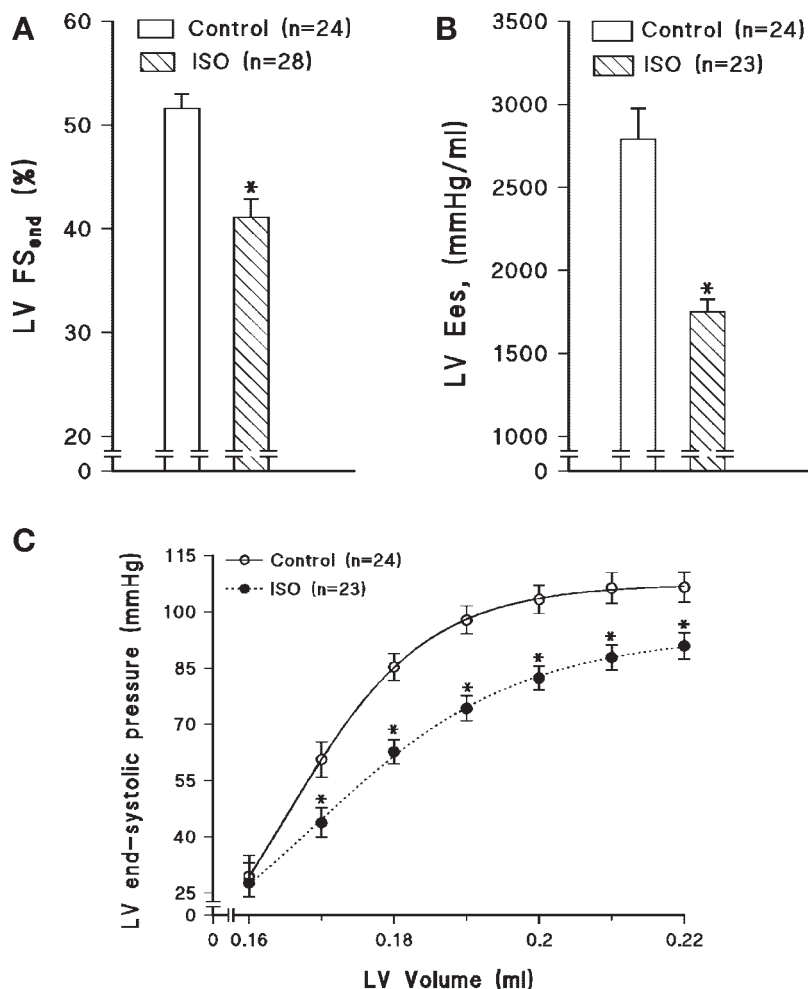 A
Control (n=24)
ISO (n=28)
LV FSend (%)
60
50
40
30
20
0
*
B
Control (n=24)
ISO (n=23)
LV Ees, (mmHg/ml)
3500
3000
2500
2000
1500
1000
0
*
C
Control (n=24)
ISO (n=23)
LV end-systolic pressure (mmHg)
115
100
85
70
55
40
25
0
* * * * * *
0 0.16 0.18 0.2 0.22
LV Volume (ml)